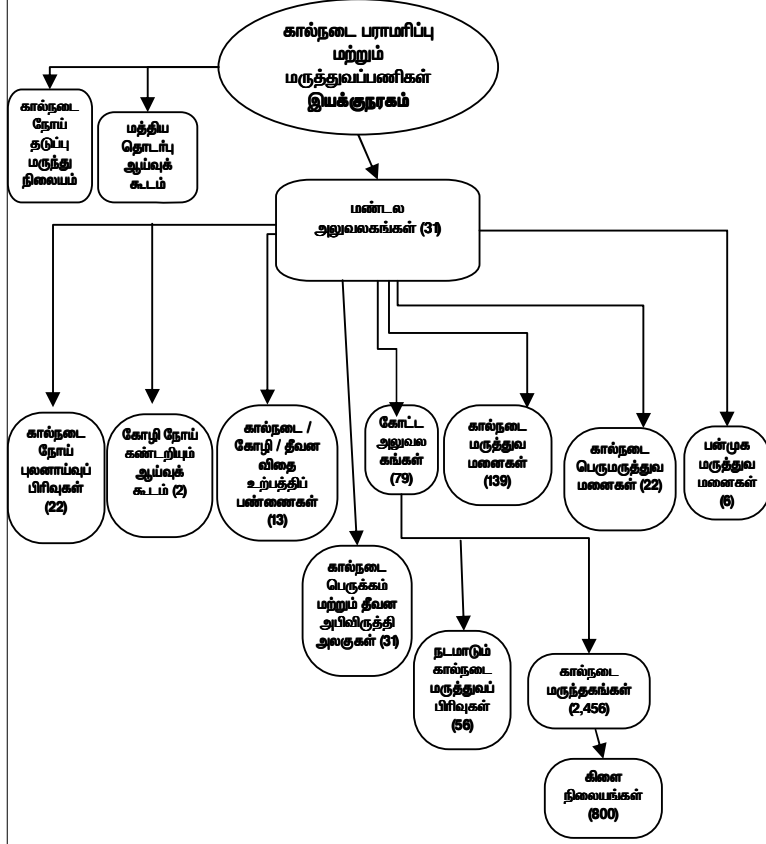 கால்நடை பராமரிப்பு
மற்றும்
மருத்துவப்பணிகள்
இயக்குநரகம்
கால்நடை
நோய்
தடுப்பு
மருந்து
நிலையம்
மத்திய
தொடர்பு
ஆய்வுக்
கூடம்
மண்டல
அலுவலகங்கள் (31)
கால்நடை
நோய்
புலனாய்வுப்
பிரிவுகள்
(22)
கோழி நோய்
கண்டறியும்
ஆய்வுக்
கூடம் (2)
கால்நடை /
கோழி / தீவன
விதை
உற்பத்திப்
பண்ணைகள்
(13)
கோட்ட
அலுவல
கங்கள்
(79)
கால்நடை
மருத்துவ
மனைகள்
(139)
கால்நடை
பெருமருத்துவ
மனைகள் (22)
பன்முக
மருத்துவ
மனைகள்
(6)
கால்நடை
பெருக்கம்
மற்றும் தீவன
அபிவிருத்தி
அலகுகள் (31)
நடமாடும்
கால்நடை
மருத்துவப்
பிரிவுகள்
(56)
கால்நடை
மருந்தகங்கள்
(2,456)
கிளை
நிலையங்கள்
(800)